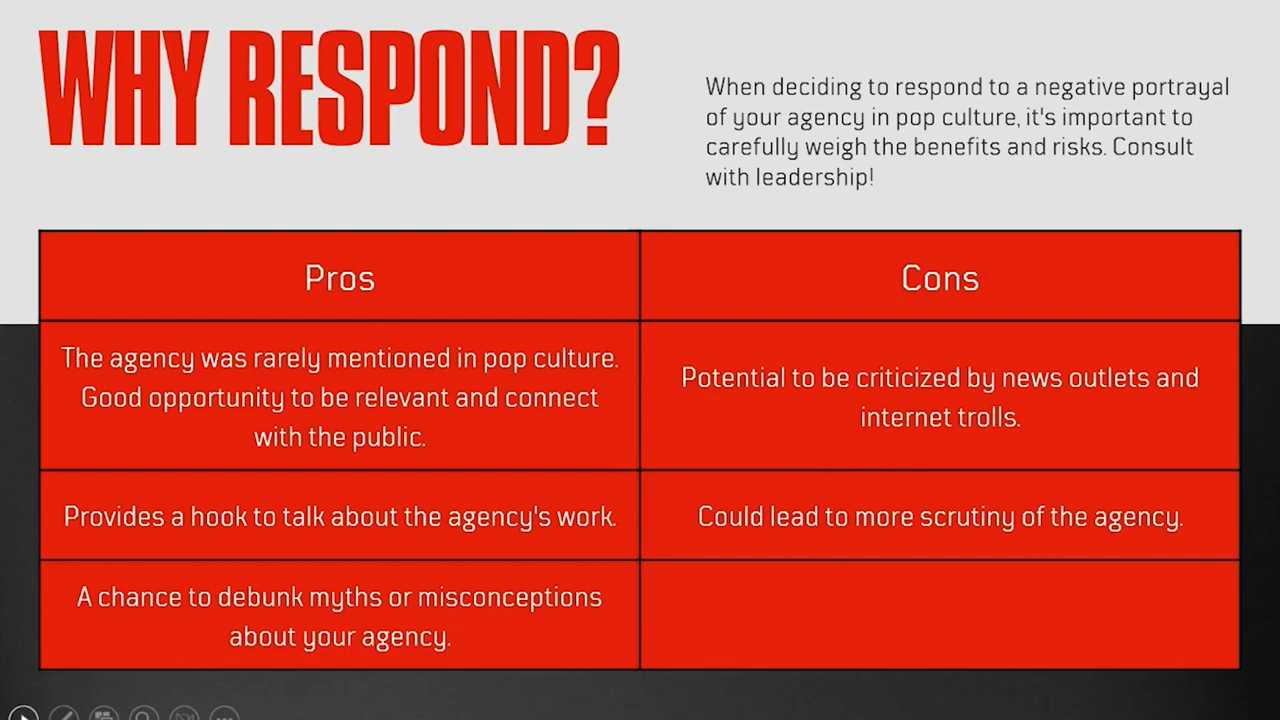 WHY RESPOND?
When deciding to respond to a negative portrayal
of your agency in pop culture, it's important to
carefully weigh the benefits and risks. Consult
with leadership!
Pros
Cons
The agency was rarely mentioned in pop culture.
Good opportunity to be relevant and connect
with the public.
Potential to be criticized by news outlets and
internet trolls.
Provides a hook to talk about the agency's work.
Could lead to more scrutiny of the agency.
A chance to debunk myths or misconceptions
about your agency.